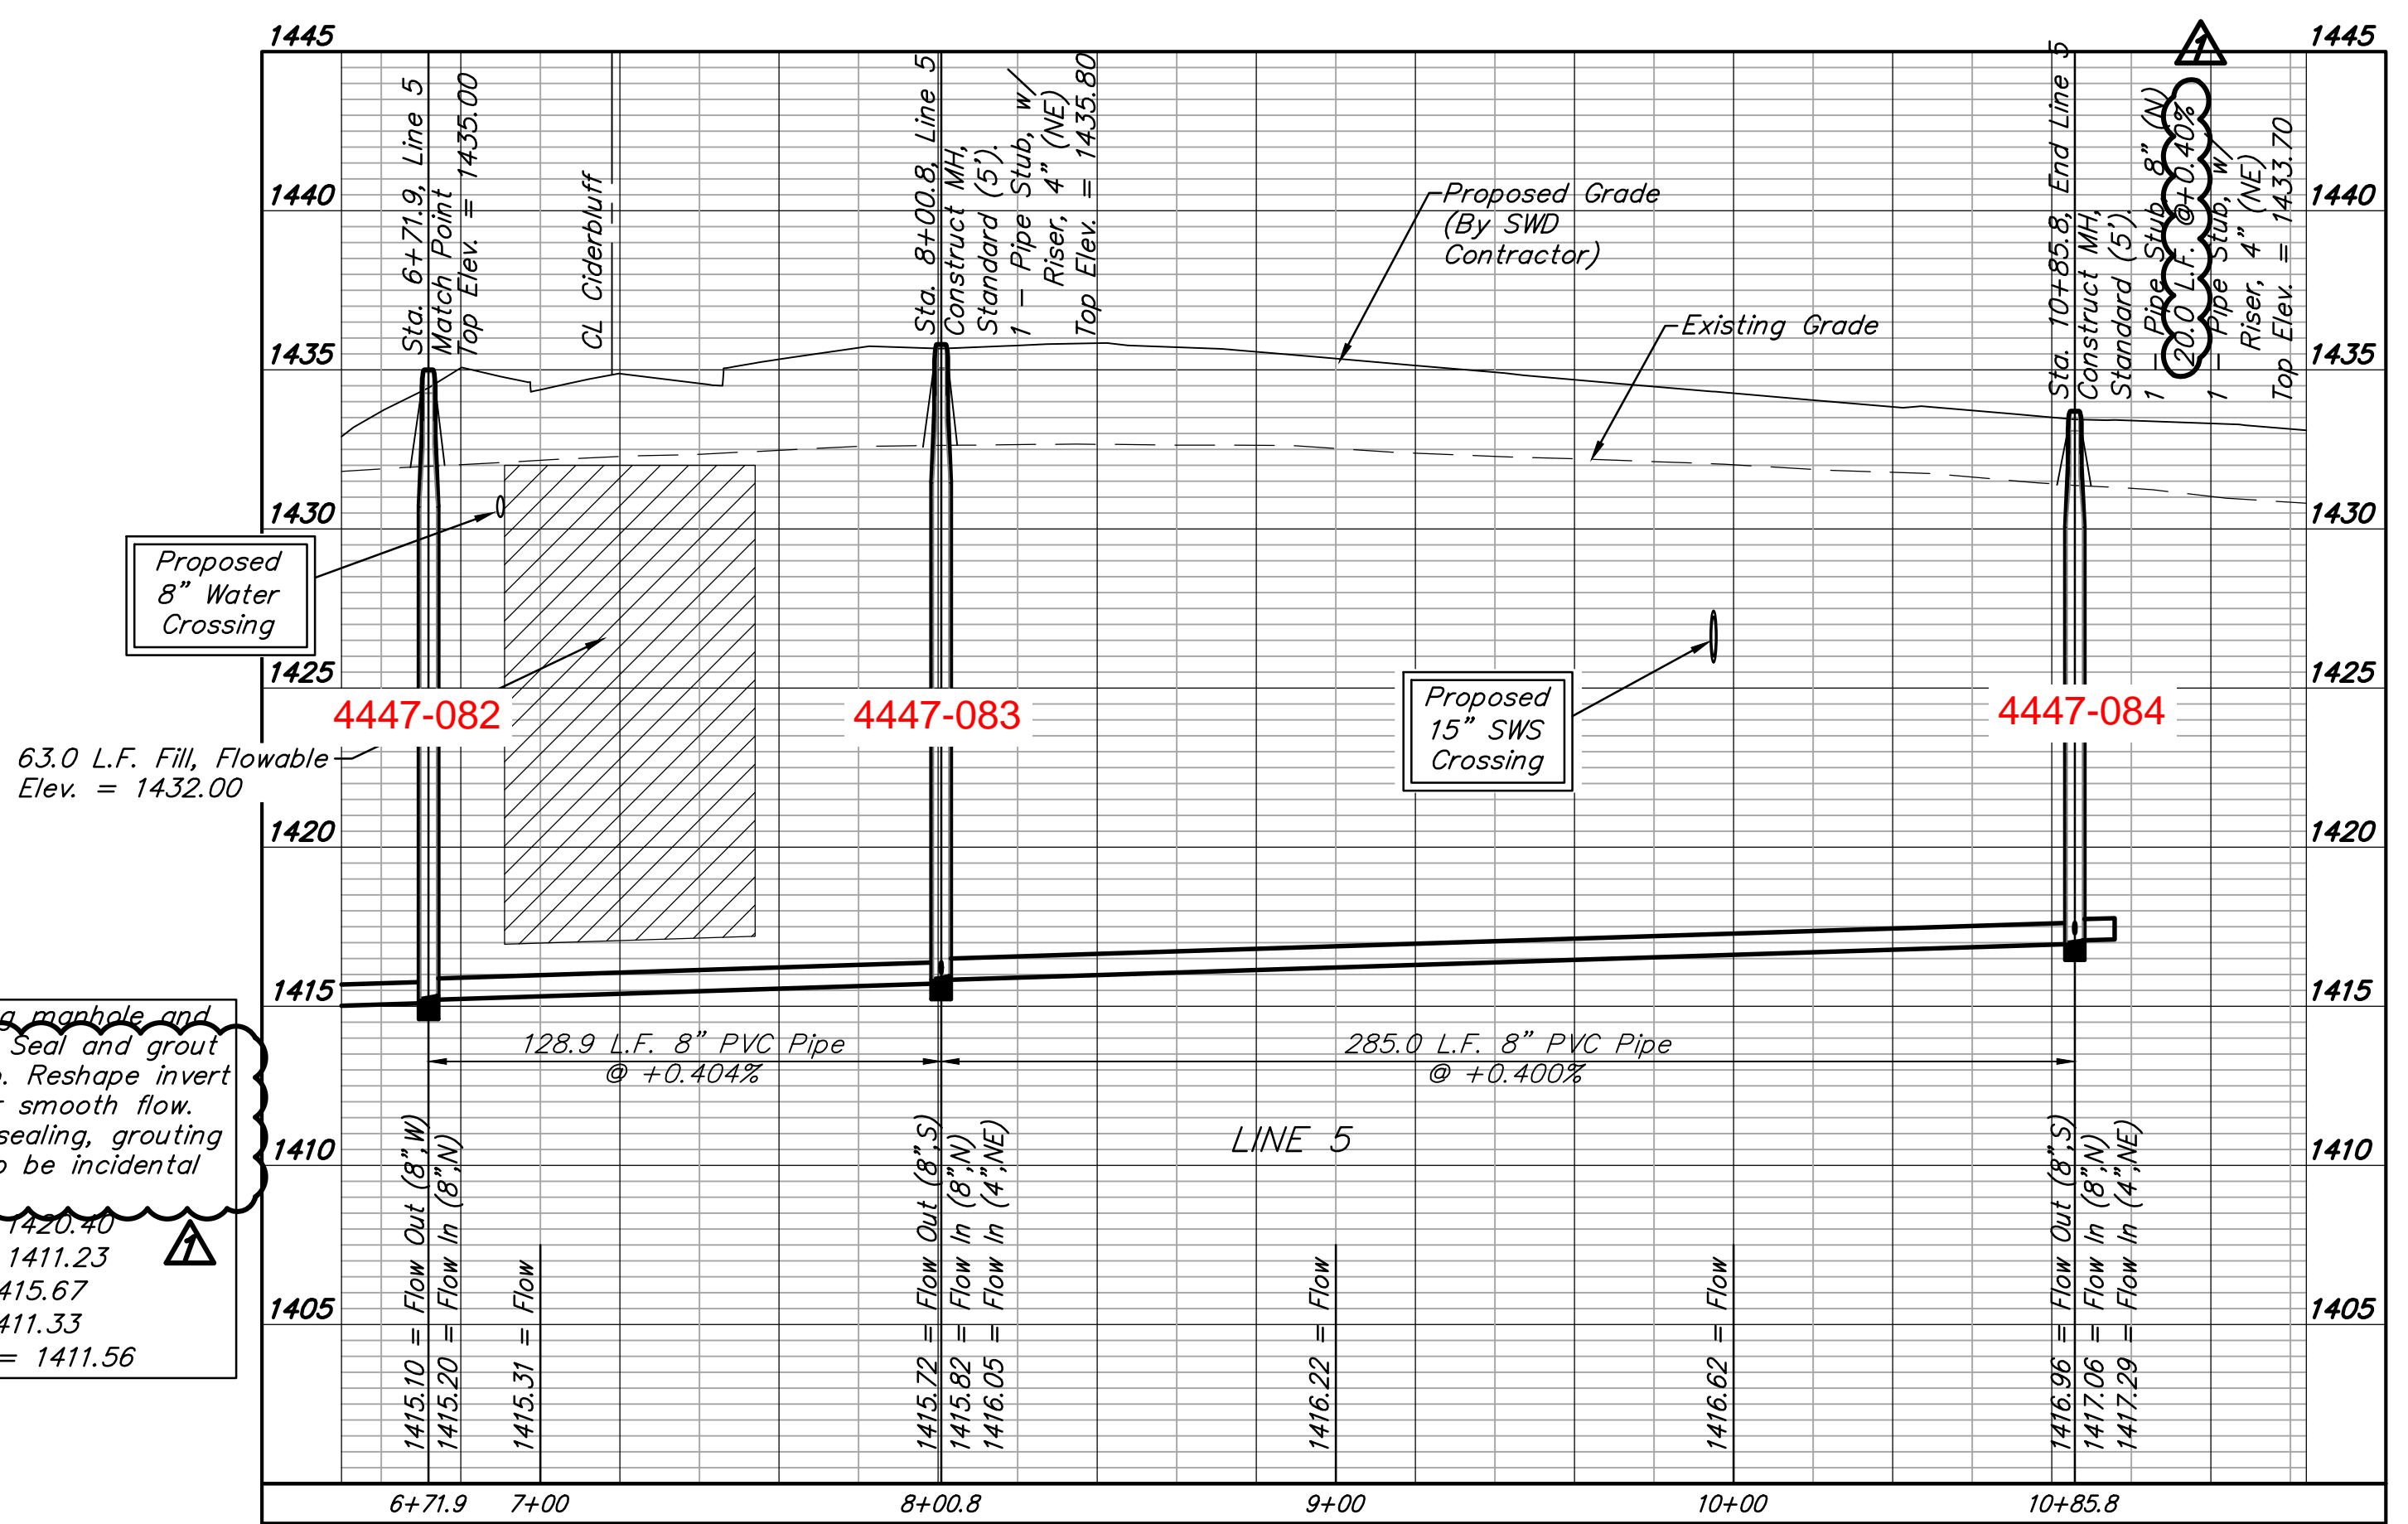 1445
1440
1435
1430
1425
1420
1415
1410
1405
1445
1440
1435
1430
1425
1420
1415
1410
1405
Sta. 6+71.9, Line 5
Match Point
Top Elev. = 1435.00
CL Ciderbluff
Sta. 8+00.8, Line 5
Construct MH,
Standard (5').
1 - Pipe Stub, w/
Riser, 4" (NE)
Top Elev. = 1435.80
Proposed Grade
(By SWD
Contractor)
Existing Grade
Sta. 10+85.8, End Line 5
Construct MH,
Standard (5').
1 - Pipe Stub, 8" (N)
20.0 L.F. @+0.40%
1 - Pipe Stub, w/
Riser, 4" (NE)
Top Elev. = 1433.70
1
Proposed
8" Water
Crossing
4447-082
4447-083
4447-084
63.0 L.F. Fill, Flowable
Elev. = 1432.00
Proposed
15" SWS
Crossing
g manhole and
Seal and grout
. Reshape invert
r smooth flow.
sealing, grouting
o be incidental
1420.40
1411.23
415.67
411.33
= 1411.56
1
128.9 L.F. 8" PVC Pipe
@ +0.404%
285.0 L.F. 8" PVC Pipe
@ +0.400%
LINE 5
1415.10 = Flow Out (8",W)
1415.20 = Flow In (8",N)
1415.31 = Flow
1415.72 = Flow Out (8",S)
1415.82 = Flow In (8",N)
1416.05 = Flow In (4",NE)
1416.22 = Flow
1416.62 = Flow
1416.96 = Flow Out (8",S)
1417.06 = Flow In (8",N)
1417.29 = Flow In (4",NE)
6+71.9 7+00 8+00.8 9+00 10+00 10+85.8